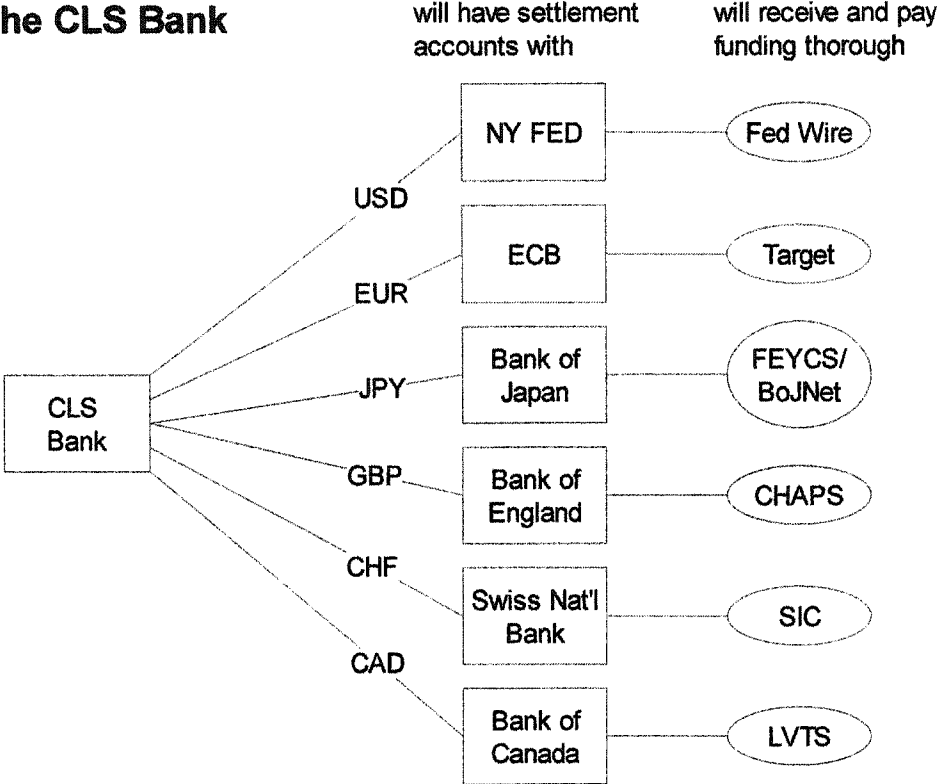 he CLS Bank
will have settlement
accounts with
will receive and pay
funding thorough
NY FED
Fed Wire
USD
ECB
Target
EUR
Bank of
Japan
FEYCS/
BoJNet
JPY
CLS
Bank
GBP
Bank of
England
CHAPS
CHF
Swiss Nat'l
Bank
SIC
CAD
Bank of
Canada
LVTS